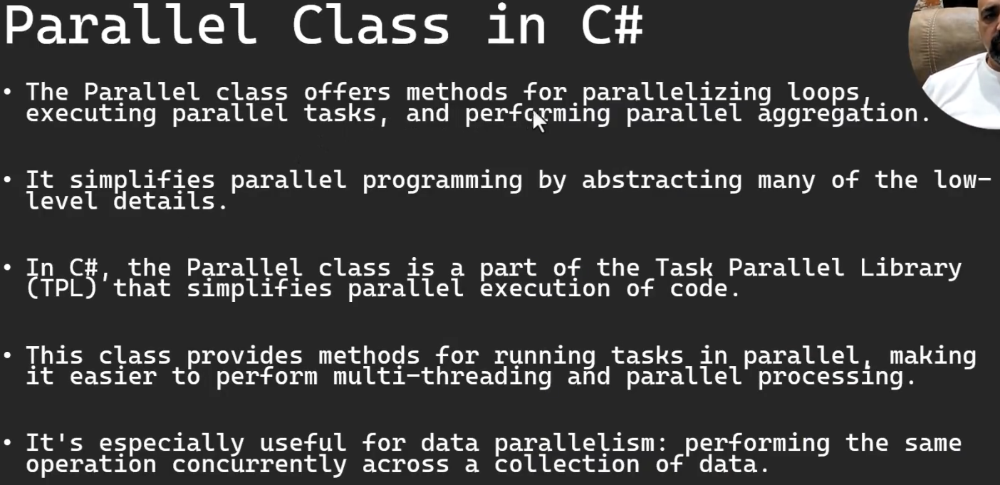 Parallel Class in C#
• The Parallel class offers methods for parallelizing loops,
executing parallel tasks, and performing parallel aggregation.
• It simplifies parallel programming by abstracting many of the low-
level details.
• In C#, the Parallel class is a part of the Task Parallel Library
(TPL) that simplifies parallel execution of code.
• This class provides methods for running tasks in parallel, making
it easier to perform multi-threading and parallel processing.
• It's especially useful for data parallelism: performing the same
operation concurrently across a collection of data.